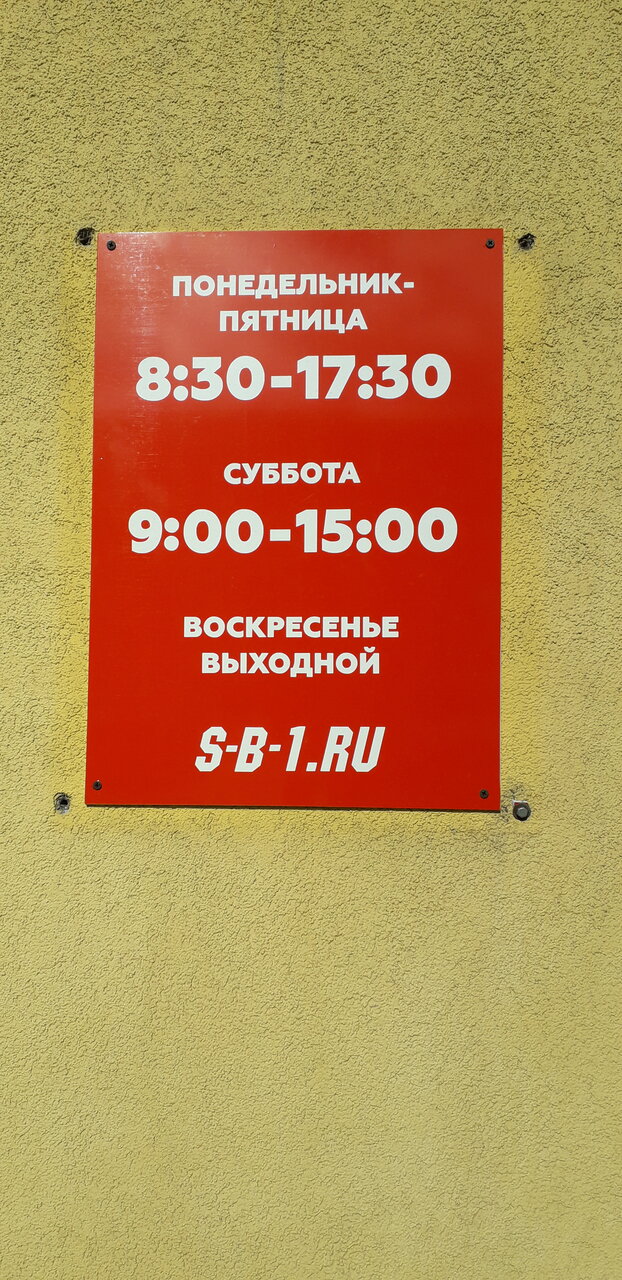 ПОНЕДЕЛЬНИК-
ПЯТНИЦА
8:30-17:30
СУББОТА
9:00-15:00
ВОСКРЕСЕНЬЕ
ВЫХОДНОЙ
S-B-1.RU